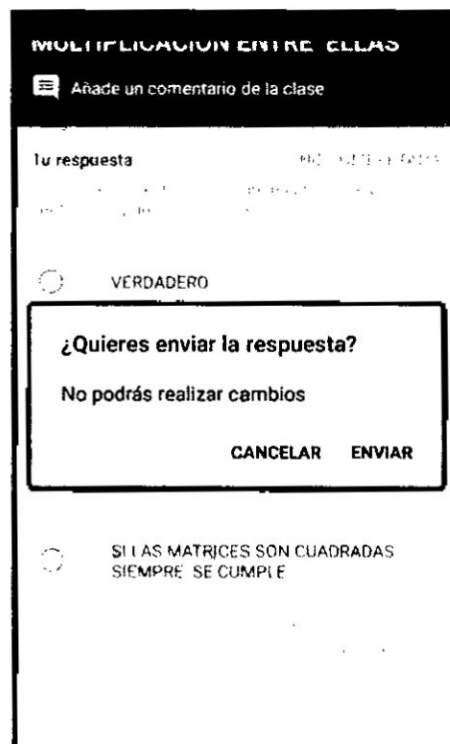 MULTIPLICACION ENTRE ELLAS
Añade un comentario de la clase
Tu respuesta
VERDADERO
¿Quieres enviar la respuesta?
No podrás realizar cambios
CANCELAR ENVIAR
SI LAS MATRICES SON CUADRADAS
SIEMPRE SE CUMPLE